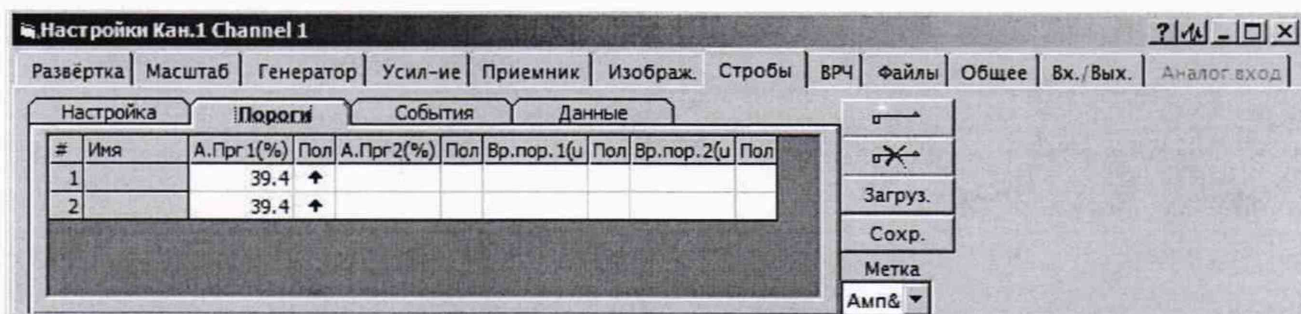 Настройки Кан.1 Channel 1
Развёртка Масштаб Генератор Усил-ие Приемник Изображ. Стробы ВРЧ Файлы Общее Вх./Вых. Аналог вход
Настройка Пороги События Данные
# Имя А.Прг1(%) Пол А.Прг2(%) Пол Вр.пор.1(u Пол Вр.пор.2(u Пол
1 39.4 ↑
2 39.4 ↑
Загруз.
Сохр.
Метка
Амп&